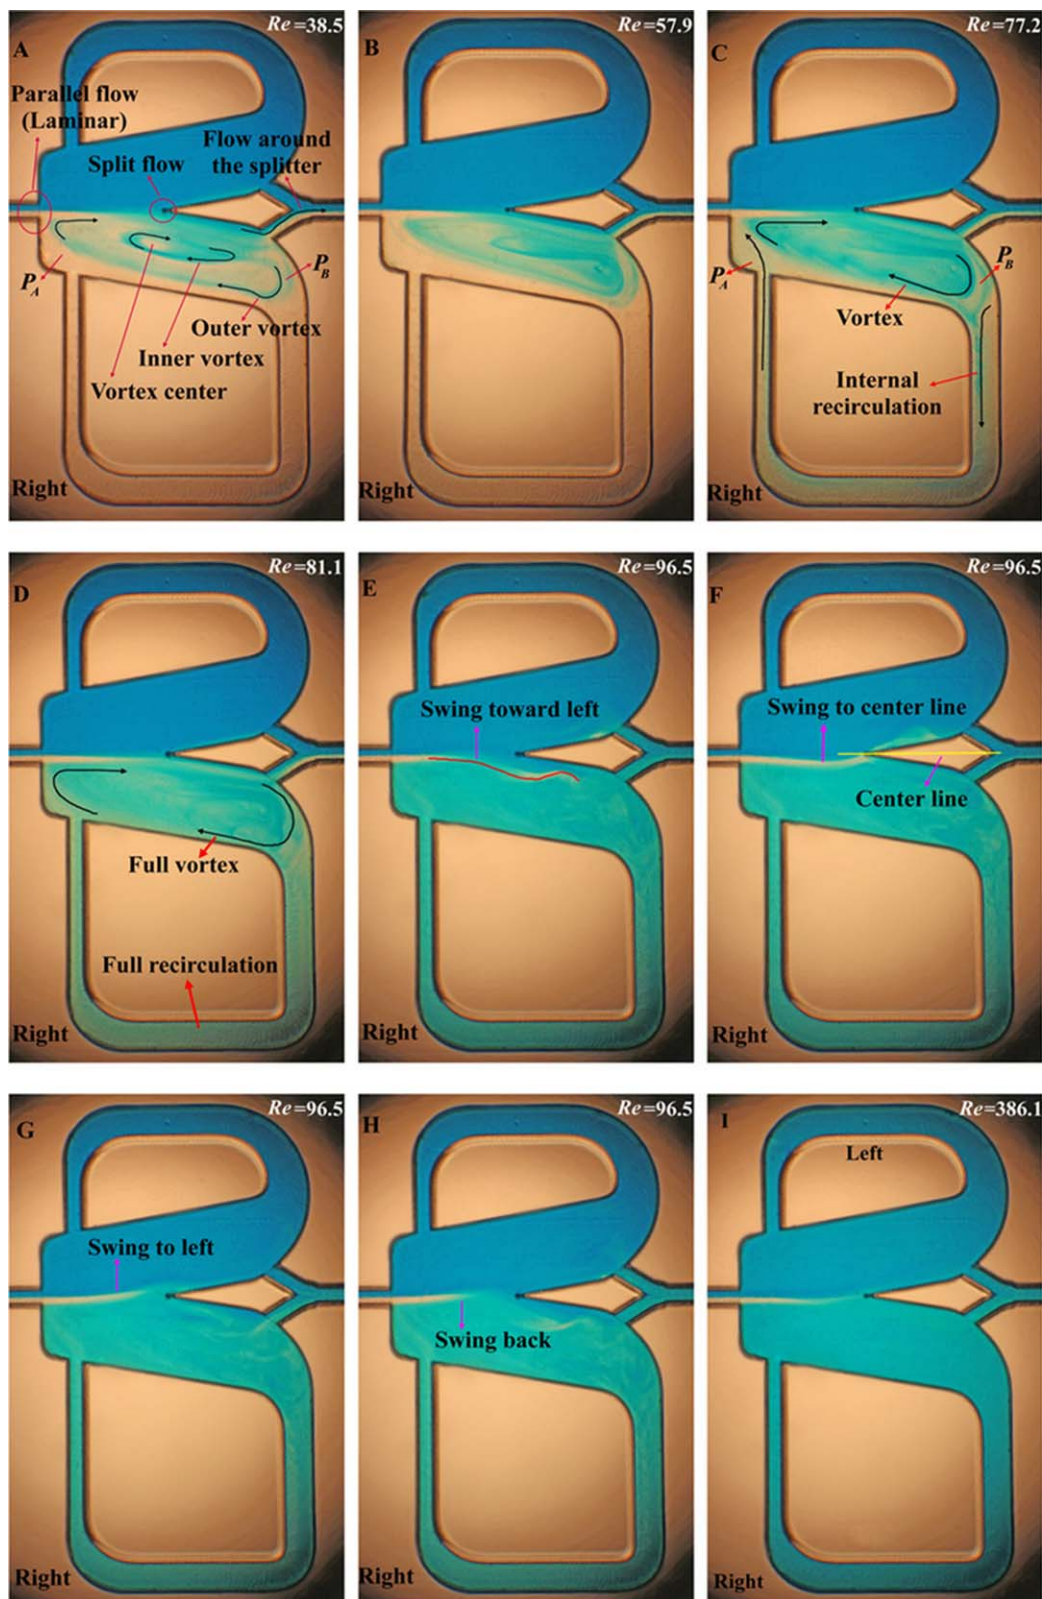 A
Re=38.5
Parallel flow
(Laminar)
Split flow
Flow around
the splitter
P_A
P_B
Outer vortex
Inner vortex
Vortex center
Right
B
Re=57.9
C
Re=77.2
P_A
P_B
Vortex
Internal
recirculation
Right
D
Re=81.1
Full vortex
Full recirculation
Right
E
Re=96.5
Swing toward left
Right
F
Re=96.5
Swing to center line
Center line
Right
G
Re=96.5
Swing to left
Right
H
Re=96.5
Swing back
Right
I
Re=386.1
Left
Right